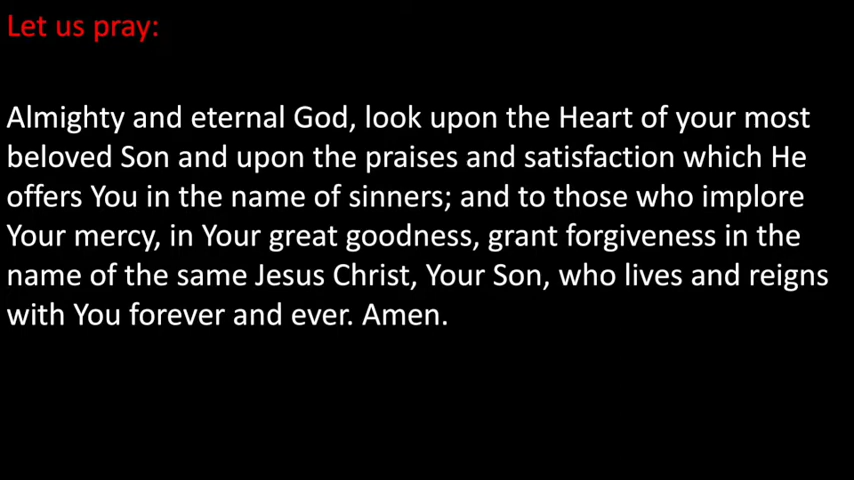 Let us pray:
Almighty and eternal God, look upon the Heart of your most
beloved Son and upon the praises and satisfaction which He
offers You in the name of sinners; and to those who implore
Your mercy, in Your great goodness, grant forgiveness in the
name of the same Jesus Christ, Your Son, who lives and reigns
with You forever and ever. Amen.